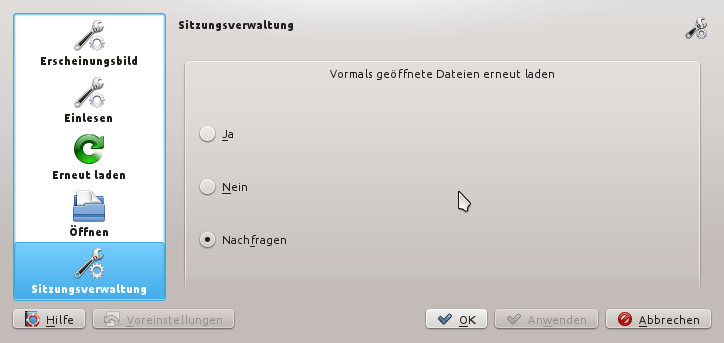 Erscheinungsbild
Einlesen
Erneut laden
Öffnen
Sitzungsverwaltung
Sitzungsverwaltung
Vormals geöffnete Dateien erneut laden
Ja
Nein
Nachfragen
Hilfe
Voreinstellungen
OK
Anwenden
Abbrechen